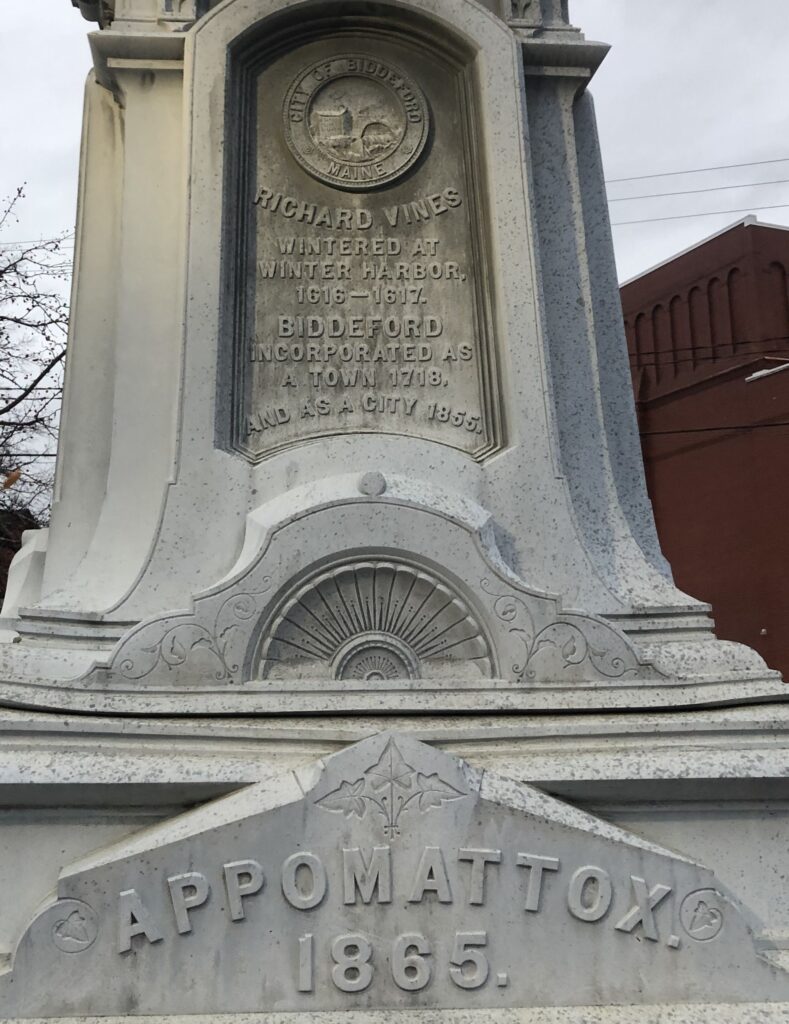 CITY OF BIDDEFORD
MAINE
RICHARD VINES
WINTERED AT
WINTER HARBOR,
1616—1617.
BIDDEFORD
INCORPORATED AS
A TOWN 1718.
AND AS A CITY 1855.
APPOMATTOX.
1865.